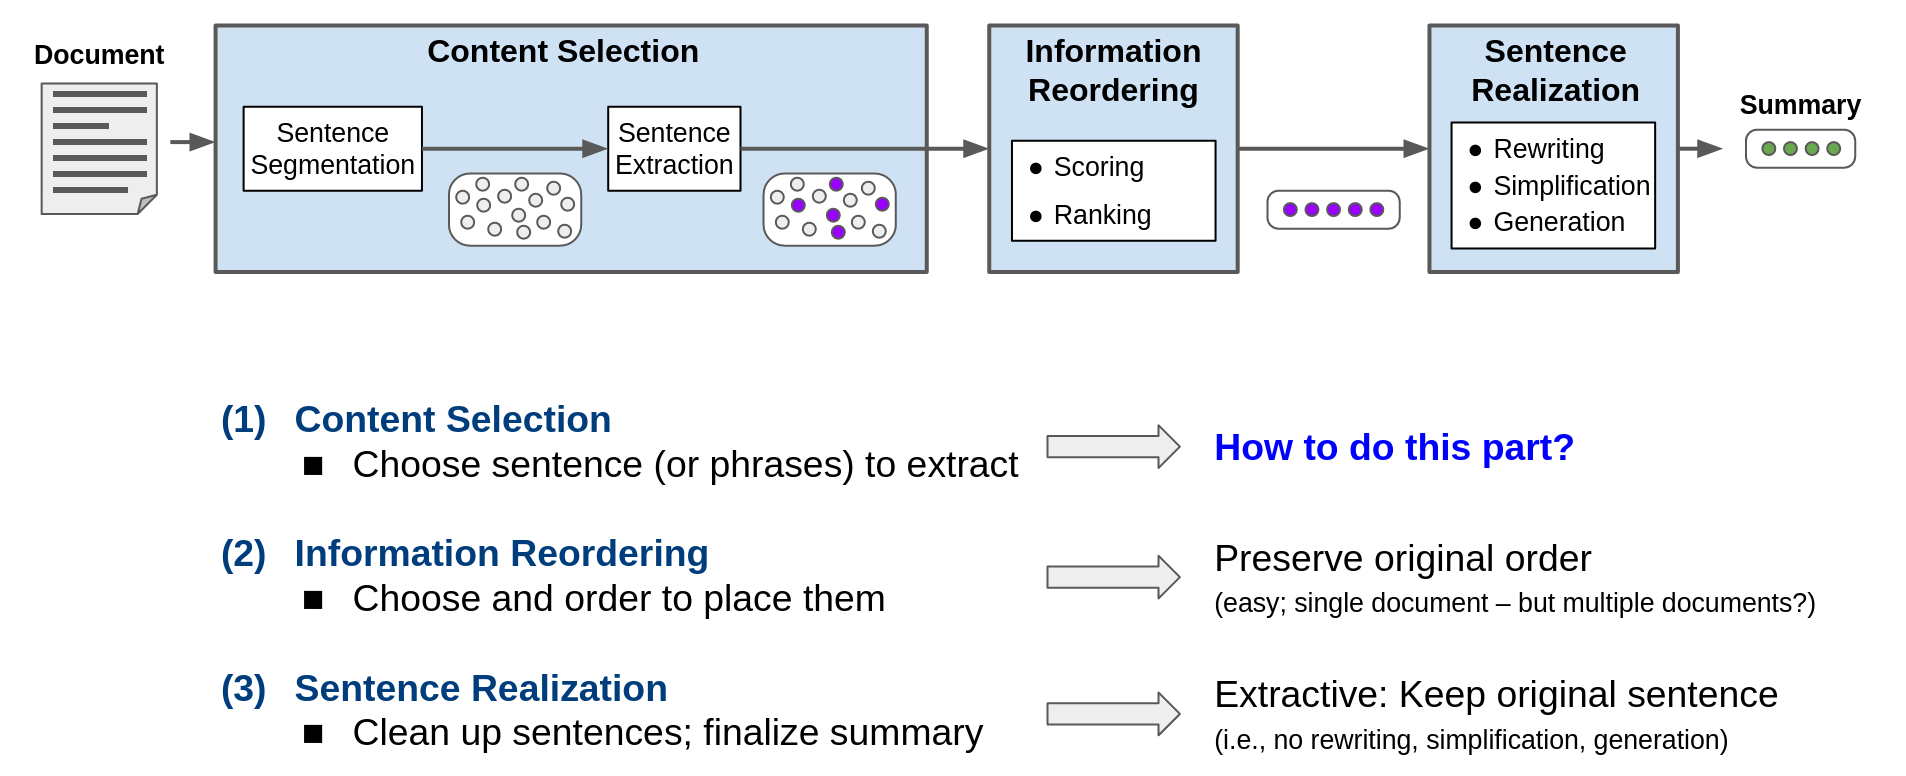 Document
Content Selection
Sentence
Segmentation
Sentence
Extraction
Information
Reordering
● Scoring
● Ranking
Sentence
Realization
● Rewriting
● Simplification
● Generation
Summary
(1) Content Selection
■ Choose sentence (or phrases) to extract
How to do this part?
(2) Information Reordering
■ Choose and order to place them
Preserve original order
(easy; single document – but multiple documents?)
(3) Sentence Realization
■ Clean up sentences; finalize summary
Extractive: Keep original sentence
(i.e., no rewriting, simplification, generation)